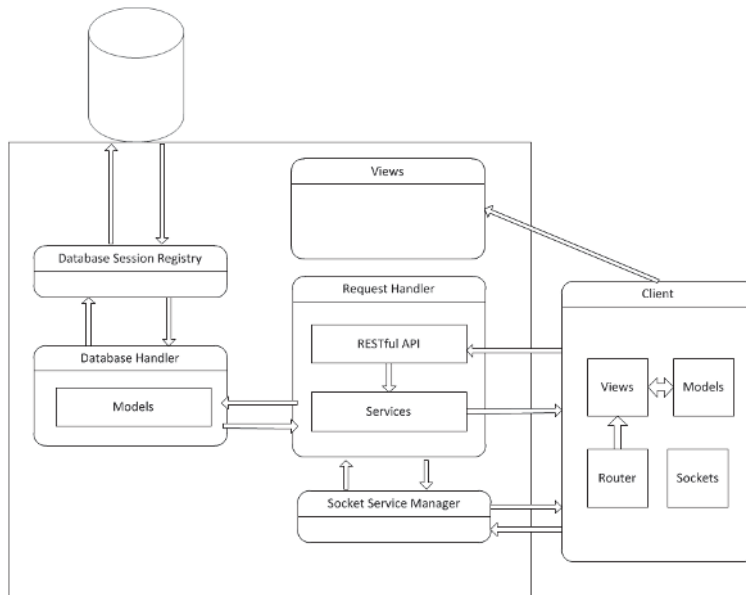 Views
Database Session Registry
Request Handler
Client
RESTful API
Database Handler
Models
Services
Views
Models
Router
Sockets
Socket Service Manager